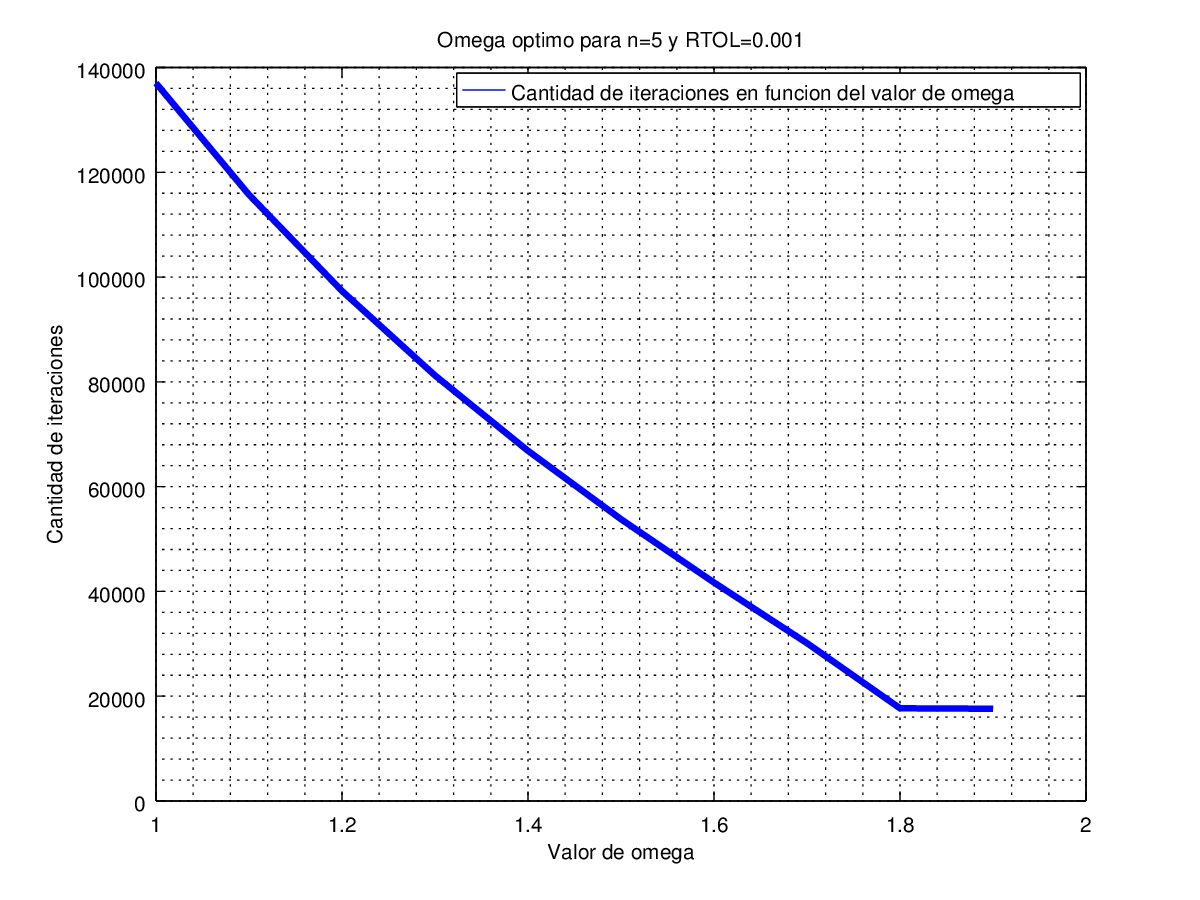 Omega optimo para n=5 y RTOL=0.001
Cantidad de iteraciones en funcion del valor de omega
140000
120000
100000
80000
60000
40000
20000
0
Cantidad de iteraciones
1 1.2 1.4 1.6 1.8 2
Valor de omega